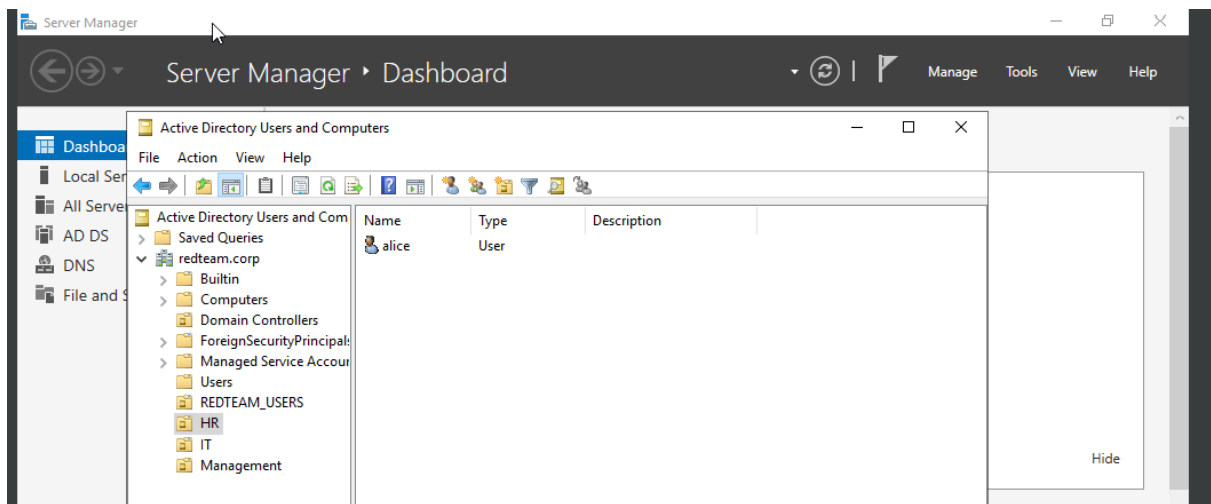 Server Manager
Server Manager • Dashboard
Manage Tools View Help
Dashboa
Local Ser
All Server
AD DS
DNS
File and S
Active Directory Users and Computers
File Action View Help
Active Directory Users and Com
Saved Queries
redteam.corp
Builtin
Computers
Domain Controllers
ForeignSecurityPrincipals
Managed Service Accour
Users
REDTEAM_USERS
HR
IT
Management
Name Type Description
alice User
Hide